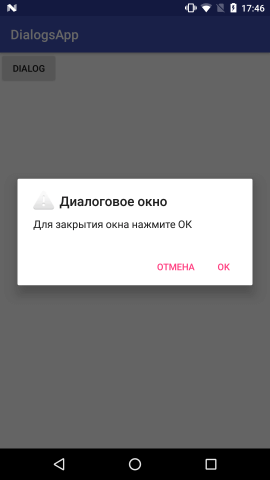 17:46
DialogsApp
DIALOG
Диалоговое окно
Для закрытия окна нажмите ОК
ОТМЕНА OK